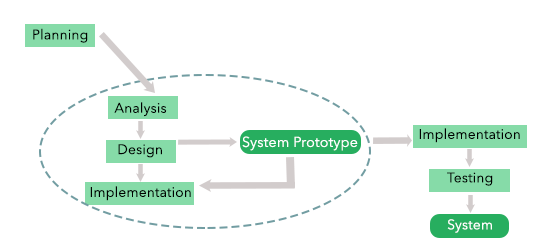 Planning
Analysis
Design
Implementation
System Prototype
Implementation
Testing
System